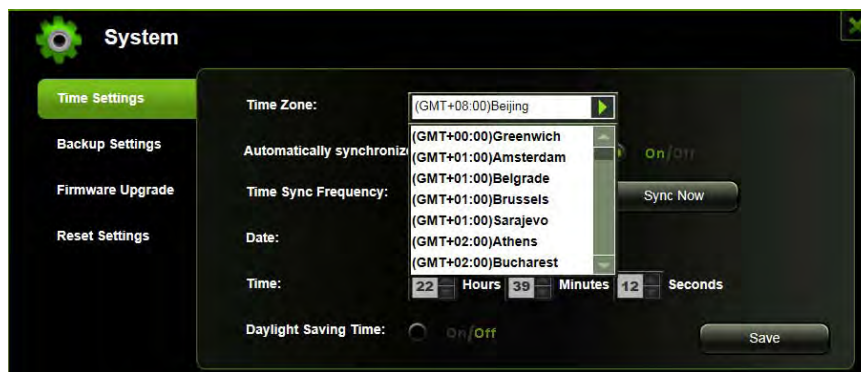 System
Time Settings
Backup Settings
Firmware Upgrade
Reset Settings
Time Zone:
(GMT+08:00)Beijing
(GMT+00:00)Greenwich
(GMT+01:00)Amsterdam
(GMT+01:00)Belgrade
(GMT+01:00)Brussels
(GMT+01:00)Sarajevo
(GMT+02:00)Athens
(GMT+02:00)Bucharest
Automatically
On/Off
Time Sync Frequency:
Sync Now
Date:
Time:
22 Hours 39 Minutes 12 Seconds
Daylight Saving Time:
On/Off
Save